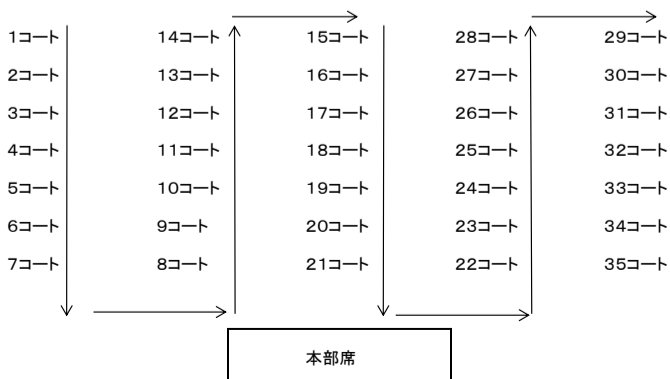 1コート 14コート 15コート 28コート 29コート
2コート 13コート 16コート 27コート 30コート
3コート 12コート 17コート 26コート 31コート
4コート 11コート 18コート 25コート 32コート
5コート 10コート 19コート 24コート 33コート
6コート 9コート 20コート 23コート 34コート
7コート 8コート 21コート 22コート 35コート
本部席